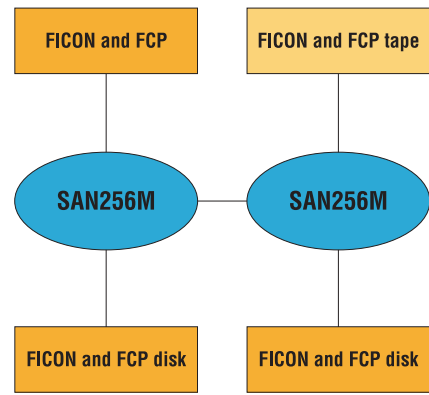 FICON and FCP
FICON and FCP tape
SAN256M
SAN256M
FICON and FCP disk
FICON and FCP disk